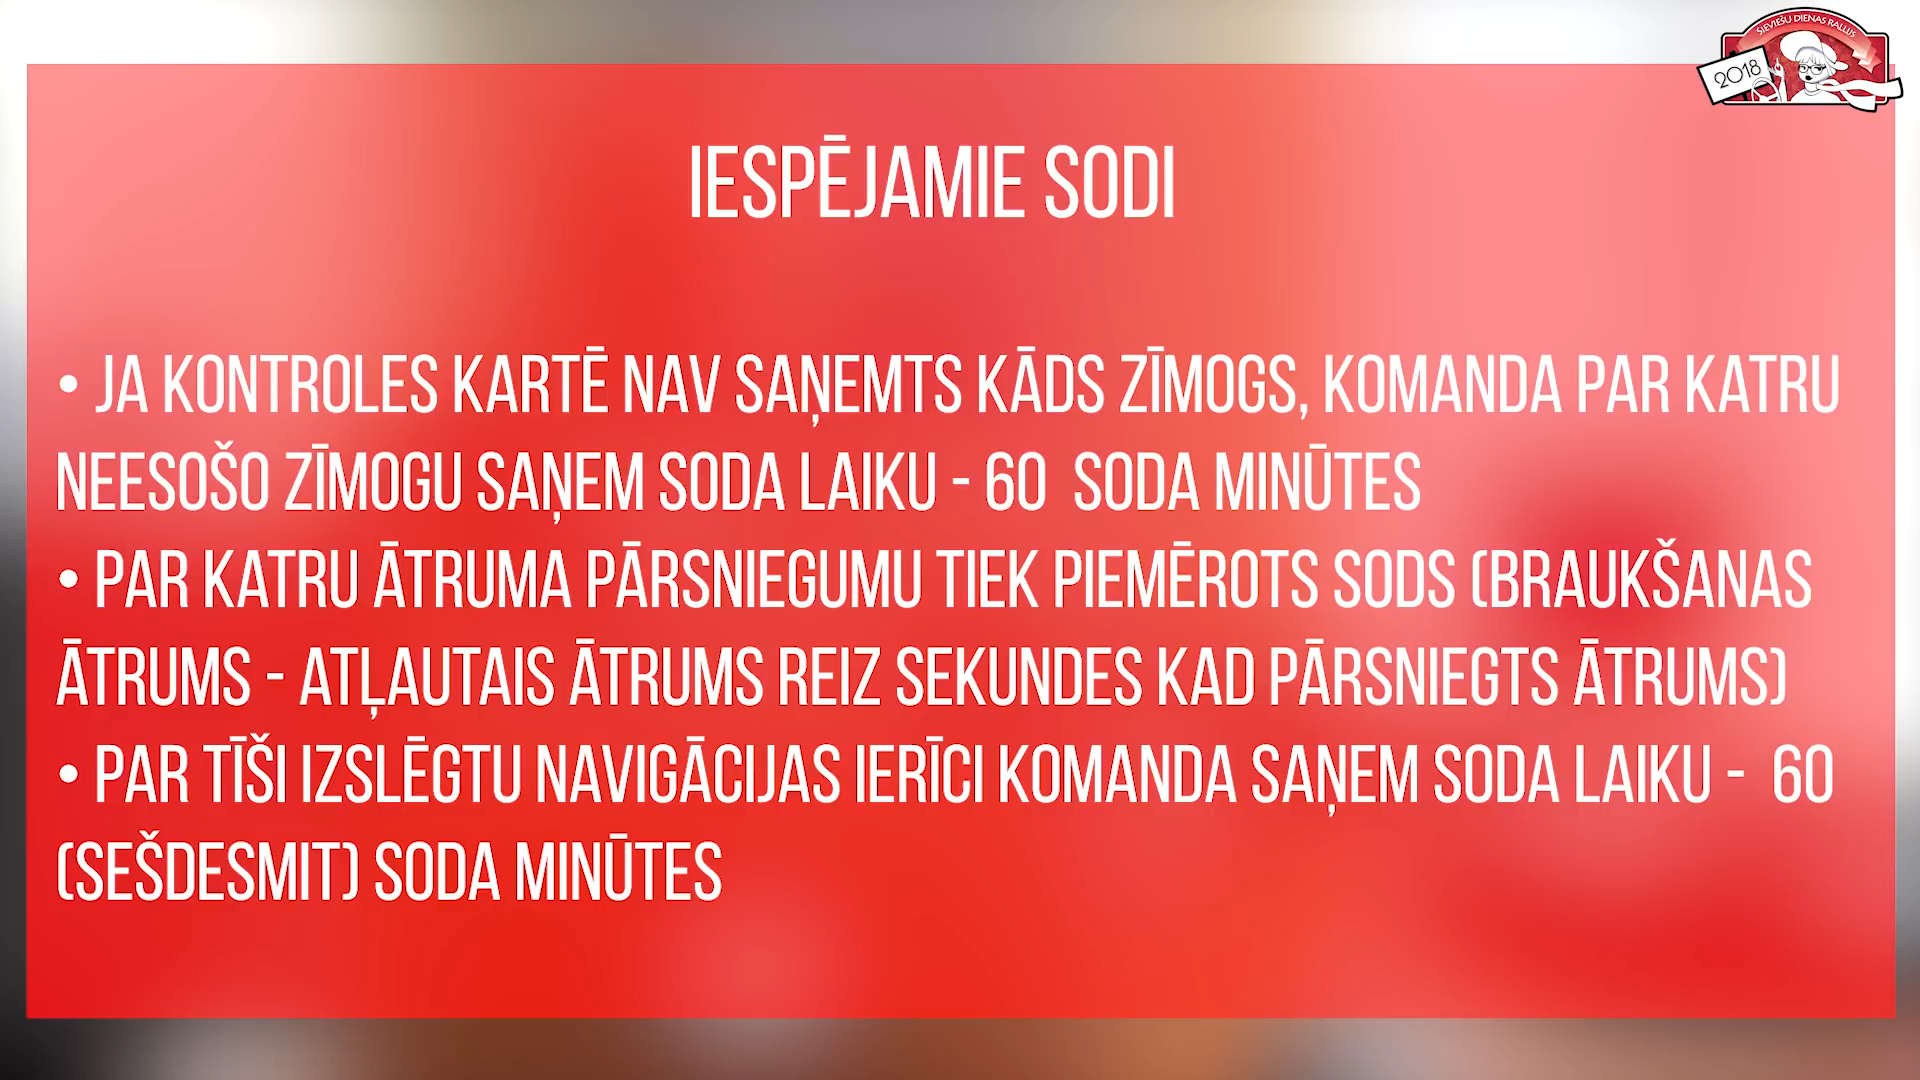 SIEVIEŠU DIENAS RALLIJS
2018
IESPĒJAMIE SODI
• JA KONTROLES KARTĒ NAV SAŅEMTS KĀDS ZĪMOGS, KOMANDA PAR KATRU
NEESOŠO ZĪMOGU SAŅEM SODA LAIKU - 60 SODA MINŪTES
• PAR KATRU ĀTRUMA PĀRSNIEGUMU TIEK PIEMĒROTS SODS (BRAUKŠANAS
ĀTRUMS - ATĻAUTAIS ĀTRUMS REIZ SEKUNDES KAD PĀRSNIEGTS ĀTRUMS)
• PAR TĪŠI IZSLĒGTU NAVIGĀCIJAS IERĪCI KOMANDA SAŅEM SODA LAIKU - 60
(SEŠDESMIT) SODA MINŪTES